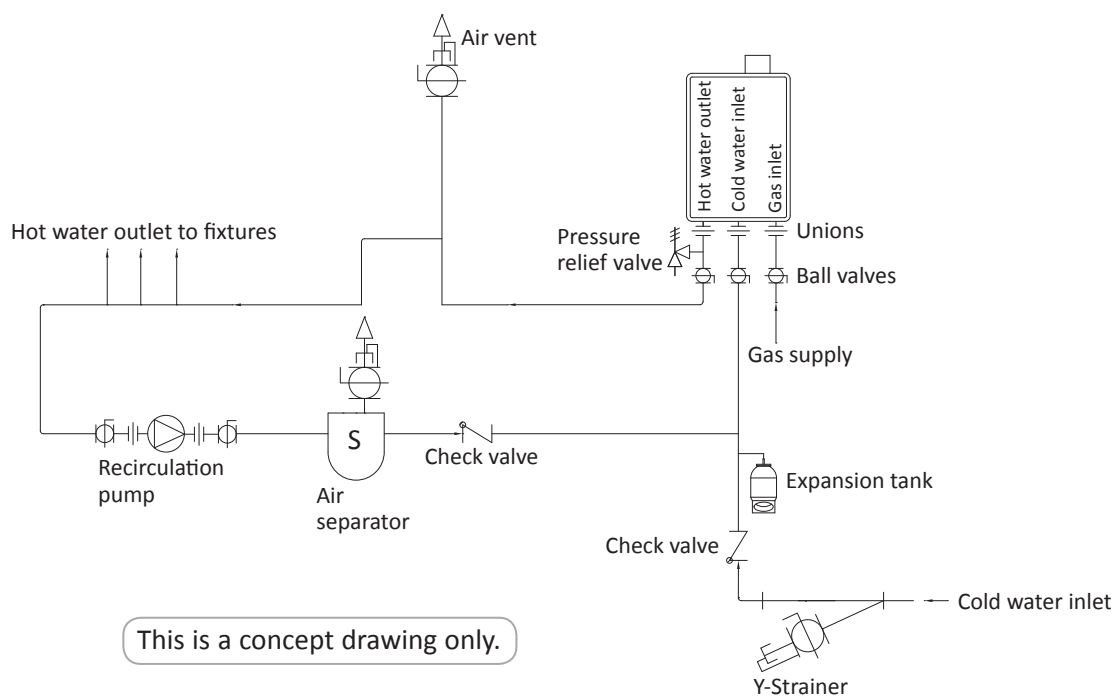 Air vent
Hot water outlet
Cold water inlet
Gas inlet
Hot water outlet to fixtures
Pressure
relief valve
Unions
Ball valves
Gas supply
S
Recirculation
pump
Air
separator
Check valve
Expansion tank
Check valve
Cold water inlet
This is a concept drawing only.
Y-Strainer